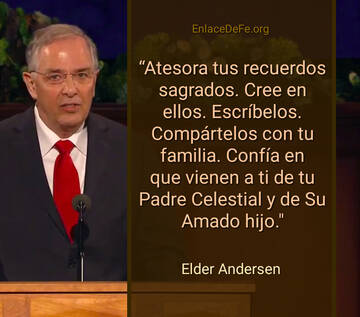 EnlaceDeFe.org
“Atesora tus recuerdos
sagrados. Cree en
ellos. Escríbelos.
Compártelos con tu
familia. Confía en
que vienen a ti de tu
Padre Celestial y de Su
Amado hijo."
Elder Andersen